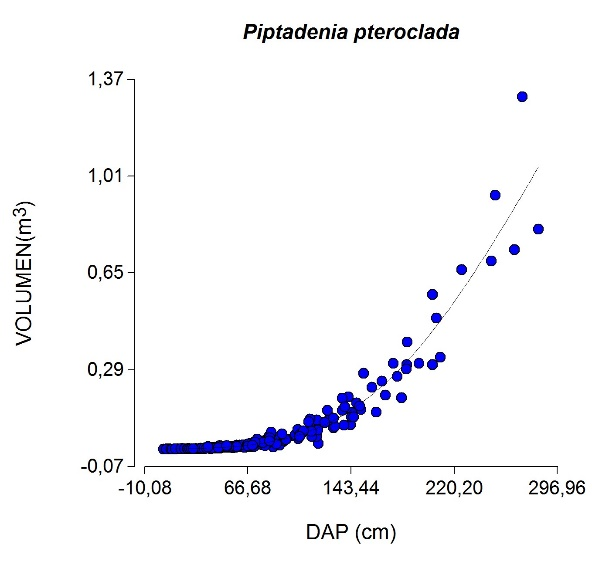 Piptadenia pteroclada
1,37
1,01
0,65
0,29
-0,07
VOLUMEN(m3)
-10,08 66,68 143,44 220,20 296,96
DAP (cm)